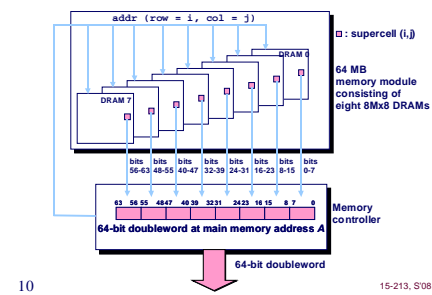 addr (row = i, col = j)
: supercell (i,j)
DRAM 0
64 MB
memory module
consisting of
eight 8Mx8 DRAMs
DRAM 7
bits
56-63
bits
48-55
bits
40-47
bits
32-39
bits
24-31
bits
16-23
bits
8-15
bits
0-7
Memory
controller
63 56 55 48 47 40 39 32 31 24 23 16 15 8 7 0
64-bit doubleword at main memory address A
64-bit doubleword
10
15-213, S'08